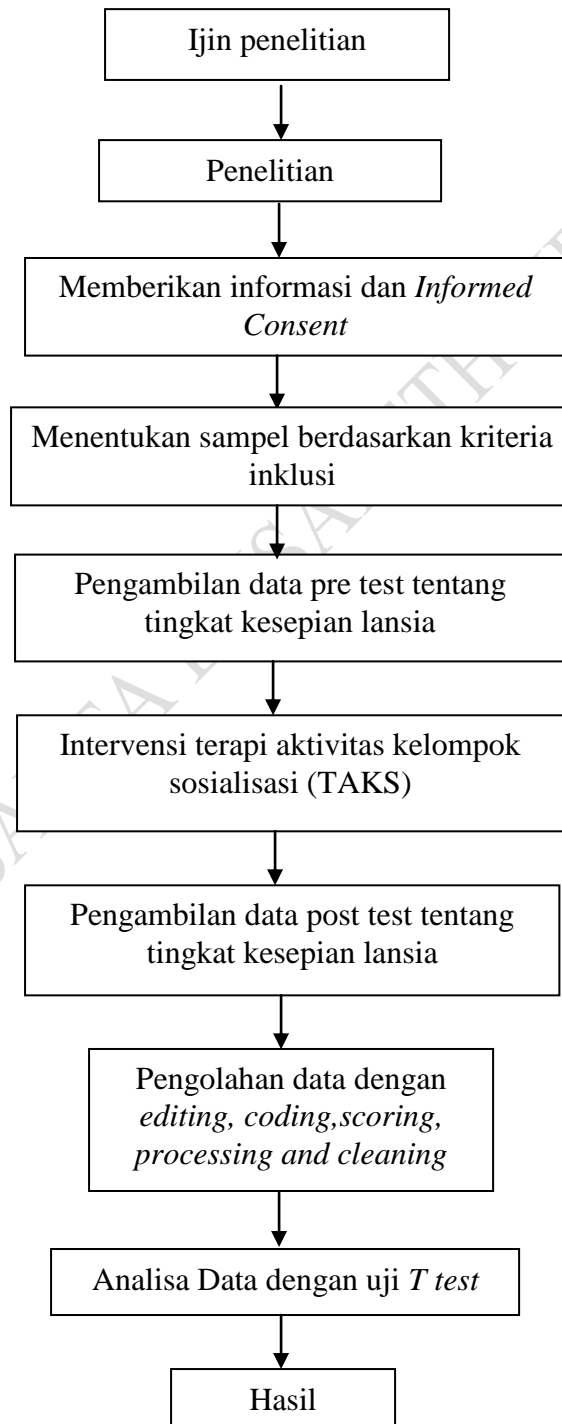 Ijin penelitian
Penelitian
Memberikan informasi dan Informed
Consent
Menentukan sampel berdasarkan kriteria
inklusi
Pengambilan data pre test tentang
tingkat kesepian lansia
Intervensi terapi aktivitas kelompok
sosialisasi (TAKS)
Pengambilan data post test tentang
tingkat kesepian lansia
Pengolahan data dengan
editing, coding,scoring,
processing and cleaning
Analisa Data dengan uji T test
Hasil